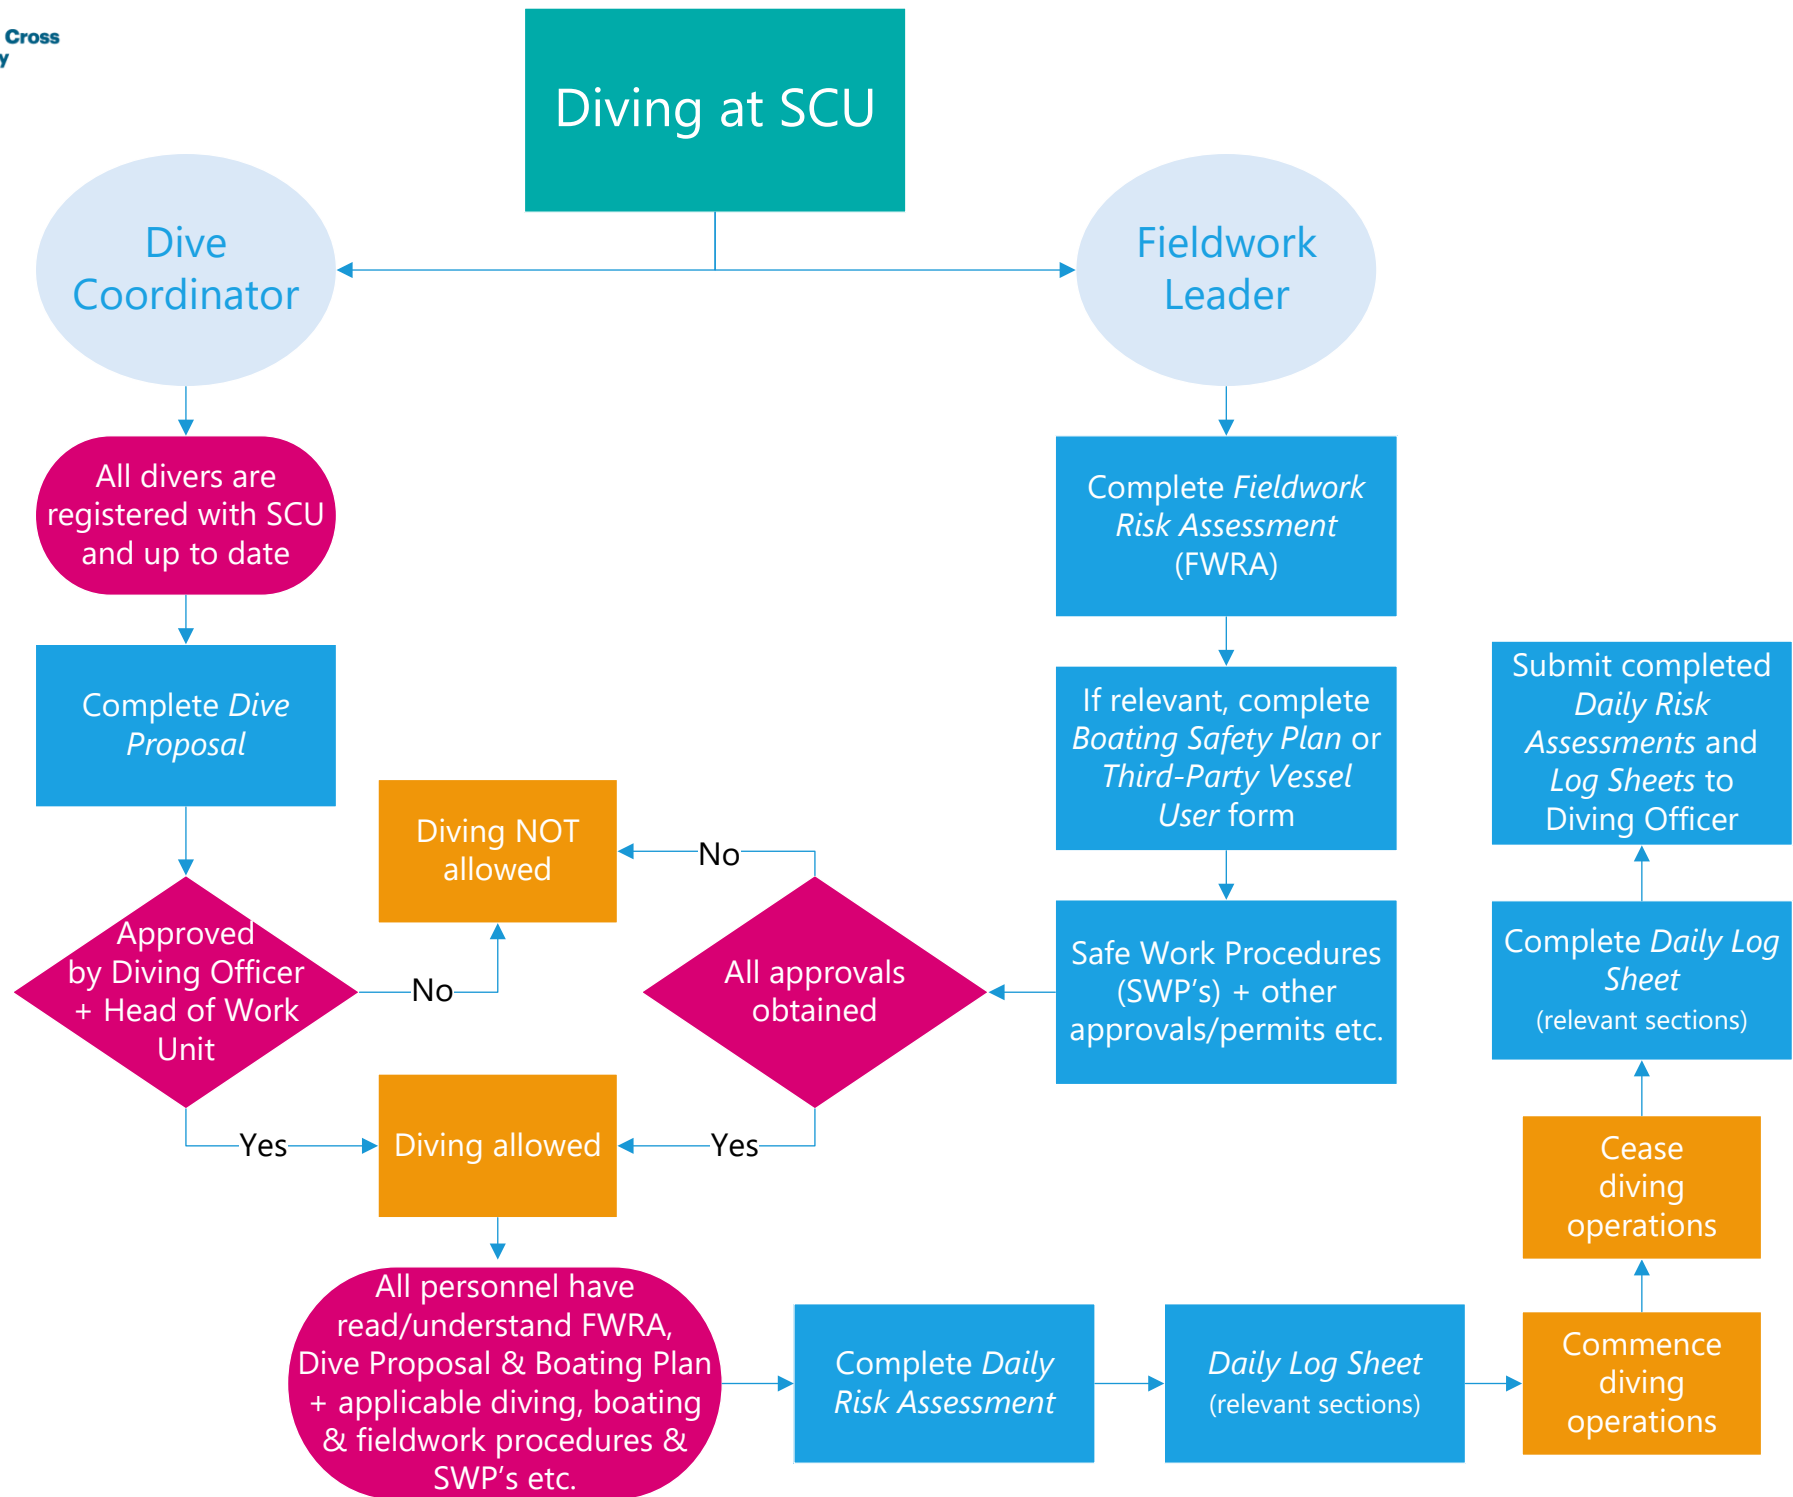 Cross
y
Diving at SCU
Dive
Coordinator
Fieldwork
Leader
All divers are
registered with SCU
and up to date
Complete Dive
Proposal
Approved
by Diving Officer
+ Head of Work
Unit
No
Yes
Diving NOT
allowed
Diving allowed
Complete Fieldwork
Risk Assessment
(FWRA)
If relevant, complete
Boating Safety Plan or
Third-Party Vessel
User form
Safe Work Procedures
(SWP's) + other
approvals/permits etc.
All approvals
obtained
No
Yes
All personnel have
read/understand FWRA,
Dive Proposal & Boating Plan
+ applicable diving, boating
& fieldwork procedures &
SWP's etc.
Complete Daily
Risk Assessment
Daily Log Sheet
(relevant sections)
Commence
diving
operations
Cease
diving
operations
Complete Daily Log
Sheet
(relevant sections)
Submit completed
Daily Risk
Assessments and
Log Sheets to
Diving Officer